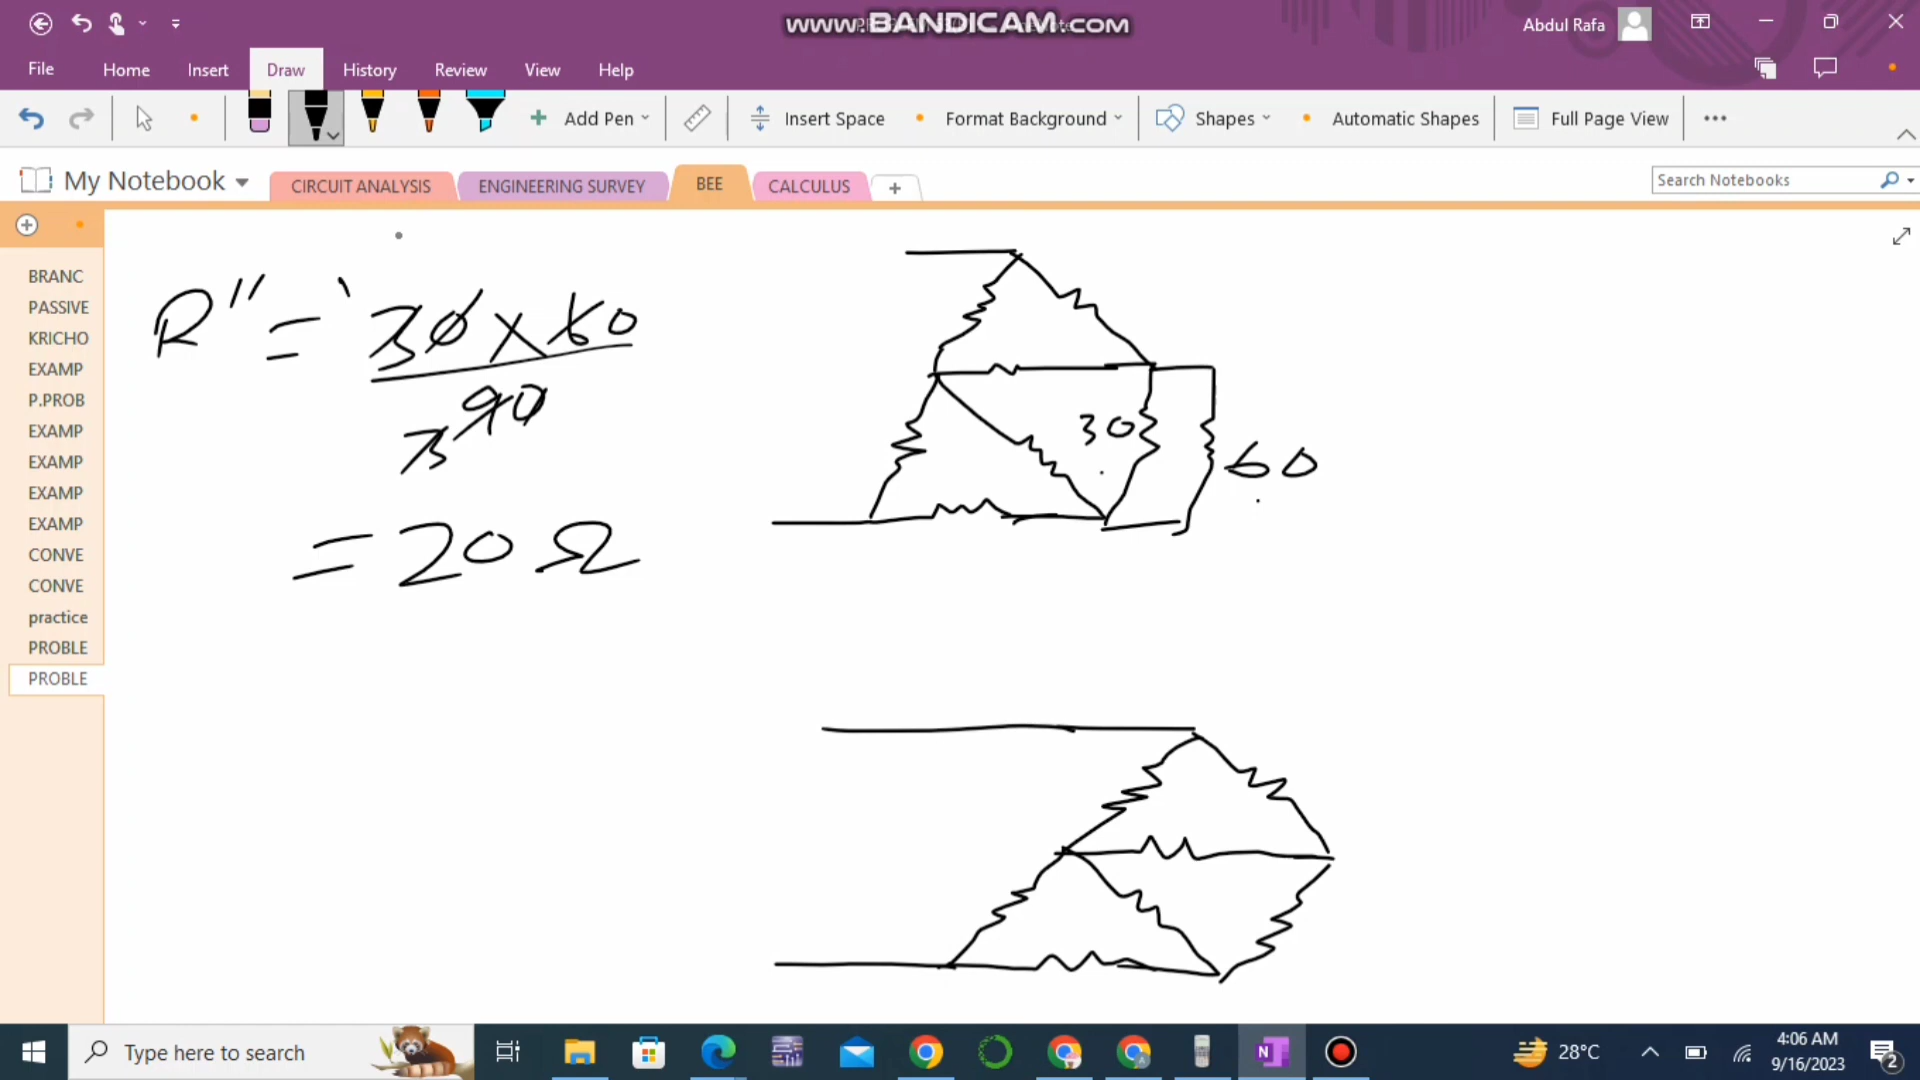 www.BANDICAM.com
Abdul Rafa
File Home Insert Draw History Review View Help
Add Pen Insert Space Format Background Shapes Automatic Shapes Full Page View
My Notebook CIRCUIT ANALYSIS ENGINEERING SURVEY BEE CALCULUS Search Notebooks
BRANC
PASSIVE
KRICHO
EXAMP
P.PROB
EXAMP
EXAMP
EXAMP
EXAMP
CONVE
CONVE
practice
PROBLE
PROBLE
R'' = 30 x 60
90
3
= 20 Ω
30
60
Type here to search
28°C
4:06 AM
9/16/2023
2